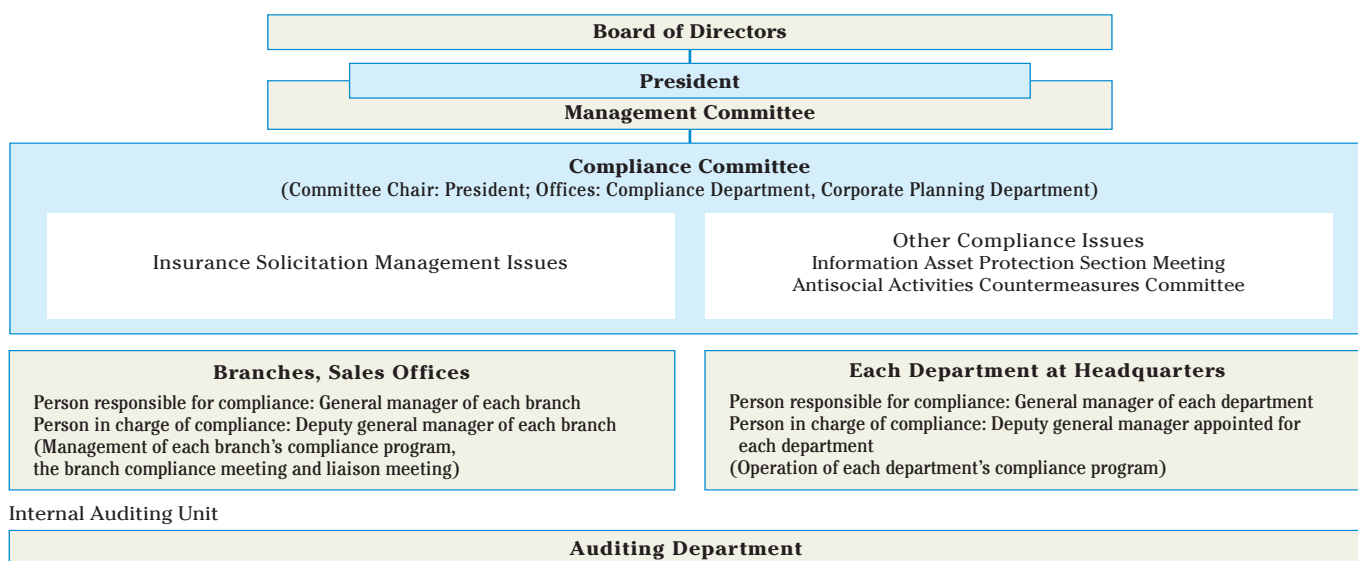 Board of Directors
President
Management Committee
Compliance Committee
(Committee Chair: President; Offices: Compliance Department, Corporate Planning Department)
Insurance Solicitation Management Issues
Other Compliance Issues
Information Asset Protection Section Meeting
Antisocial Activities Countermeasures Committee
Branches, Sales Offices
Person responsible for compliance: General manager of each branch
Person in charge of compliance: Deputy general manager of each branch
(Management of each branch’s compliance program,
the branch compliance meeting and liaison meeting)
Each Department at Headquarters
Person responsible for compliance: General manager of each department
Person in charge of compliance: Deputy general manager appointed for
each department
(Operation of each department’s compliance program)
Internal Auditing Unit
Auditing Department